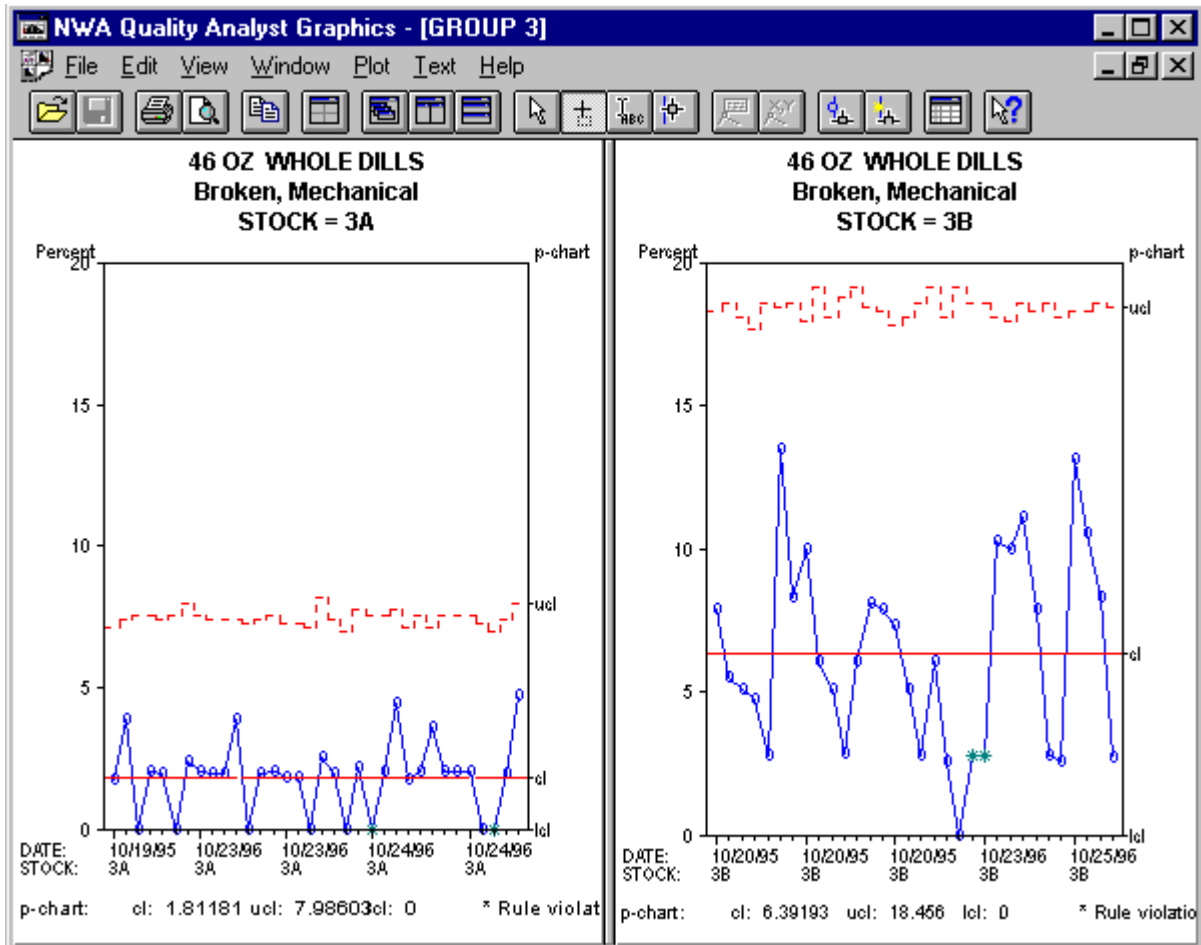 NWA Quality Analyst Graphics - [GROUP 3]
File Edit View Window Plot Text Help
ABC
X,Y
46 OZ WHOLE DILLS
Broken, Mechanical
STOCK = 3A
Percent
p-chart
20
15
10
5
0
ucl
cl
lcl
DATE: 10/19/95 10/23/96 10/23/96 10/24/96 10/24/96
STOCK: 3A 3A 3A 3A 3A
p-chart: cl: 1.81181 ucl: 7.98603 cl: 0 * Rule violat
46 OZ WHOLE DILLS
Broken, Mechanical
STOCK = 3B
Percent
p-chart
20
15
10
5
0
ucl
cl
lcl
DATE: 10/20/95 10/20/95 10/20/95 10/23/96 10/25/96
STOCK: 3B 3B 3B 3B 3B
p-chart: cl: 6.39193 ucl: 18.456 lcl: 0 * Rule violatio